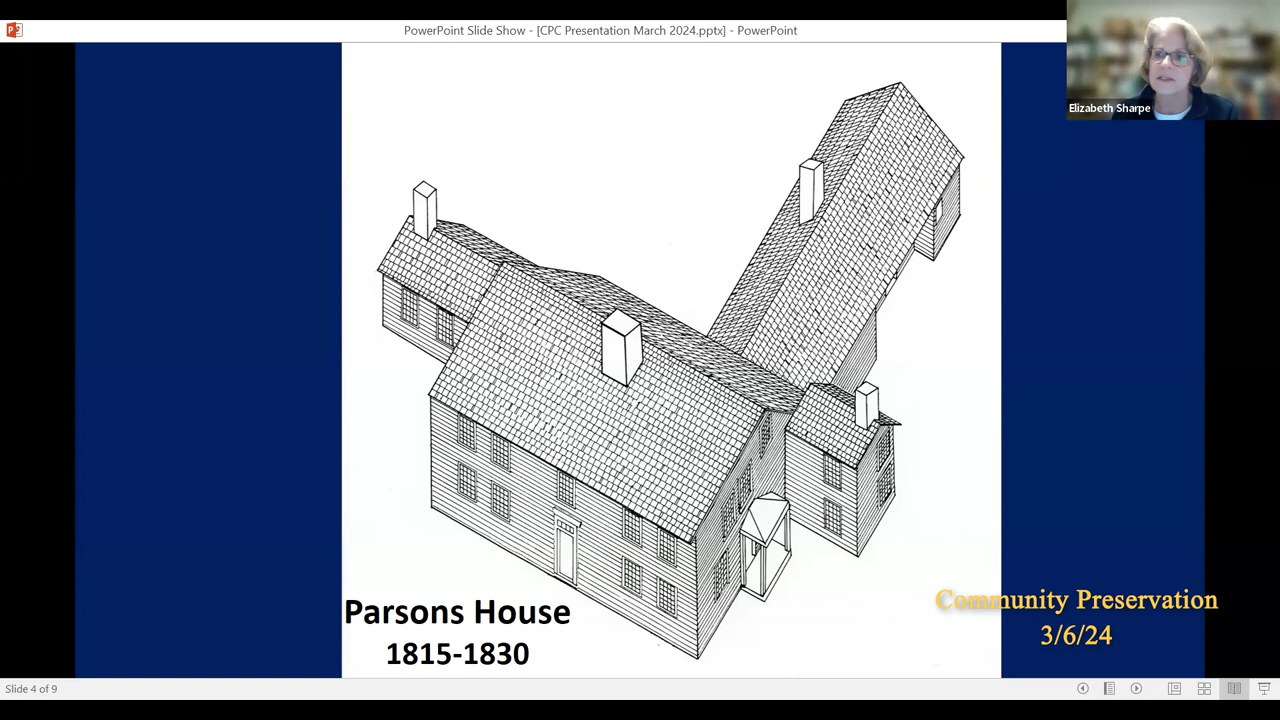 PowerPoint Slide Show - [CPC Presentation March 2024.pptx] - PowerPoint
Elizabeth Sharpe
Parsons House
1815-1830
Community Preservation
3/6/24
Slide 4 of 9